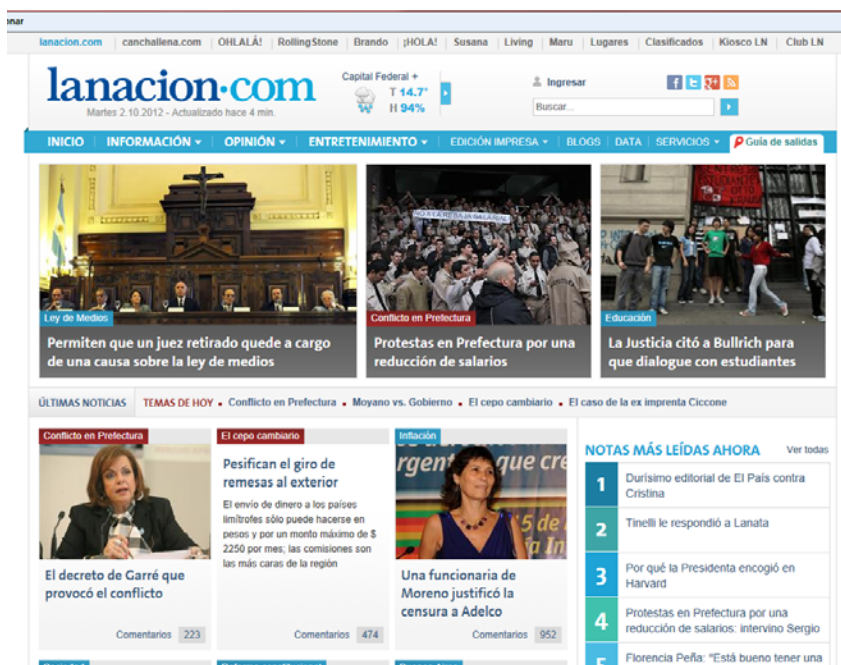 onar
lanacion.com canchallena.com OHLALÁ! RollingStone Brando ¡HOLA! Susana Living Maru Lugares Clasificados Kiosco LN Club LN
lanacion.com
Martes 2.10.2012 - Actualizado hace 4 min.
Capital Federal +
T 14.7°
H 94%
Ingresar
Buscar...
INICIO INFORMACIÓN OPINIÓN ENTRETENIMIENTO EDICIÓN IMPRESA BLOGS DATA SERVICIOS Guía de salidas
NO A LA REBAJA SALARIAL
Ley de Medios
Permiten que un juez retirado quede a cargo
de una causa sobre la ley de medios
Conflicto en Prefectura
Protestas en Prefectura por una
reducción de salarios
Educación
La Justicia citó a Bullrich para
que dialogue con estudiantes
ÚLTIMAS NOTICIAS TEMAS DE HOY • Conflicto en Prefectura • Moyano vs. Gobierno • El cepo cambiario • El caso de la ex imprenta Ciccone
Conflicto en Prefectura
El decreto de Garré que
provocó el conflicto
Comentarios 223
El cepo cambiario
Pesifican el giro de
remesas al exterior
El envío de dinero a los países
limítrofes sólo puede hacerse en
pesos y por un monto máximo de $
2250 por mes; las comisiones son
las más caras de la región
Comentarios 474
Inflación
rgent que cre
Una funcionaria de
Moreno justificó la
censura a Adelco
Comentarios 952
NOTAS MÁS LEÍDAS AHORA Ver todas
1 Durísimo editorial de El País contra
Cristina
2 Tinelli le respondió a Lanata
3 Por qué la Presidenta encogió en
Harvard
4 Protestas en Prefectura por una
reducción de salarios: intervino Sergio
5 Florencia Peña: "Está bueno tener una